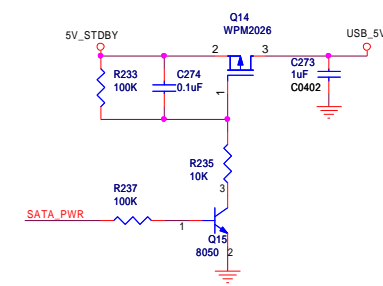 Q14
WPM2026
5V_STDBY
USB_5V
2
3
R233
100K
C274
0.1uF
C273
1uF
C0402
1
R235
10K
3
R237
100K
SATA_PWR
1
Q15
8050
2